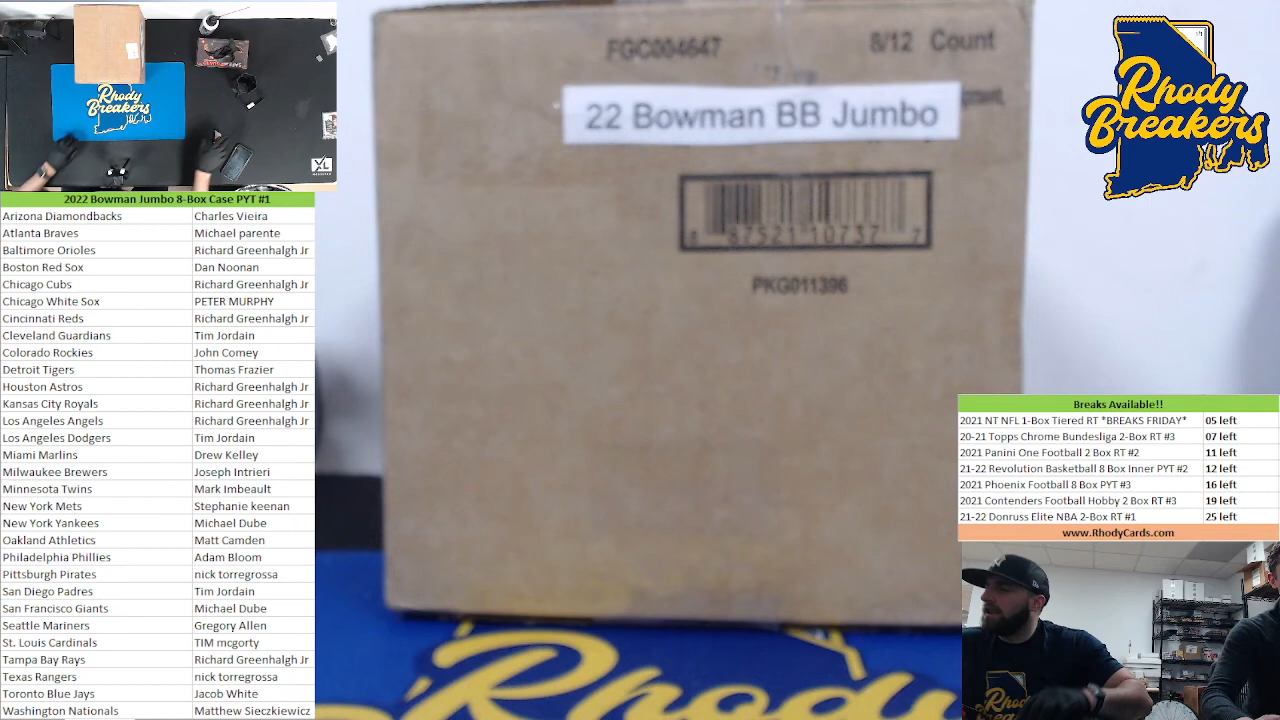 Rhody
Breakers
XL
2022 Bowman Jumbo 8-Box Case PYT #1
Arizona Diamondbacks Charles Vieira
Atlanta Braves Michael parente
Baltimore Orioles Richard Greenhalgh Jr
Boston Red Sox Dan Noonan
Chicago Cubs Richard Greenhalgh Jr
Chicago White Sox PETER MURPHY
Cincinnati Reds Richard Greenhalgh Jr
Cleveland Guardians Tim Jordain
Colorado Rockies John Comey
Detroit Tigers Thomas Frazier
Houston Astros Richard Greenhalgh Jr
Kansas City Royals Richard Greenhalgh Jr
Los Angeles Angels Richard Greenhalgh Jr
Los Angeles Dodgers Tim Jordain
Miami Marlins Drew Kelley
Milwaukee Brewers Joseph Intrieri
Minnesota Twins Mark Imbeault
New York Mets Stephanie keenan
New York Yankees Michael Dube
Oakland Athletics Matt Camden
Philadelphia Phillies Adam Bloom
Pittsburgh Pirates nick torregrossa
San Diego Padres Tim Jordain
San Francisco Giants Michael Dube
Seattle Mariners Gregory Allen
St. Louis Cardinals TIM mcgorty
Tampa Bay Rays Richard Greenhalgh Jr
Texas Rangers nick torregrossa
Toronto Blue Jays Jacob White
Washington Nationals Matthew Sieczkiewicz
FGC004647 8/12 Count
22 Bowman BB Jumbo
8 87521 10737 7
PKG011396
Rhody
Rhody
Breakers
Breaks Available!!
2021 NT NFL 1-Box Tiered RT *BREAKS FRIDAY* 05 left
20-21 Topps Chrome Bundesliga 2-Box RT #3 07 left
2021 Panini One Football 2 Box RT #2 11 left
21-22 Revolution Basketball 8 Box Inner PYT #2 12 left
2021 Phoenix Football 8 Box PYT #3 16 left
2021 Contenders Football Hobby 2 Box RT #3 19 left
21-22 Donruss Elite NBA 2-Box RT #1 25 left
www.RhodyCards.com
Rhody
Breakers